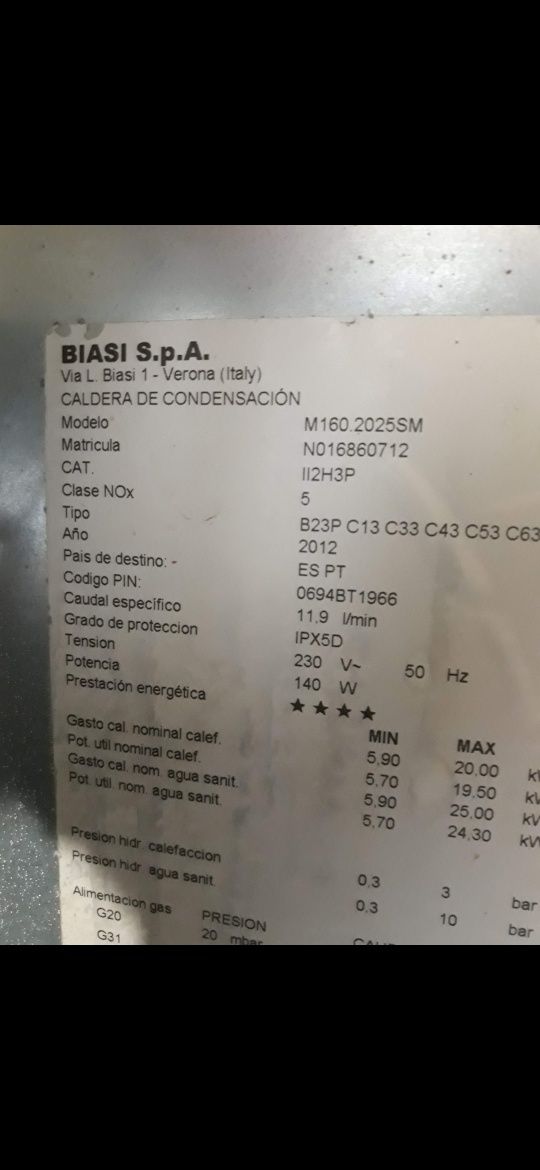 BIASI S.p.A.
Via L. Biasi 1 - Verona (Italy)
CALDERA DE CONDENSACIÓN
Modelo M160.2025SM
Matricula N016860712
CAT. II2H3P
Clase NOx 5
Tipo B23P C13 C33 C43 C53 C63
Año 2012
Pais de destino: - ES PT
Codigo PIN: 0694BT1966
Caudal específico 11,9 l/min
Grado de proteccion IPX5D
Tension 230 V~ 50 Hz
Potencia 140 W
Prestación energética ★★★★
MIN MAX
Gasto cal. nominal calef. 5,90 20,00 kW
Pot. util nominal calef. 5,70 19,50 kW
Gasto cal. nom. agua sanit. 5,90 25,00 kW
Pot. util. nom. agua sanit. 5,70 24,30 kW
Presion hidr calefaccion 0,3 3 bar
Presion hidr agua sanit. 0,3 10 bar
Alimentacion gas PRESION
G20 20 mbar
G31